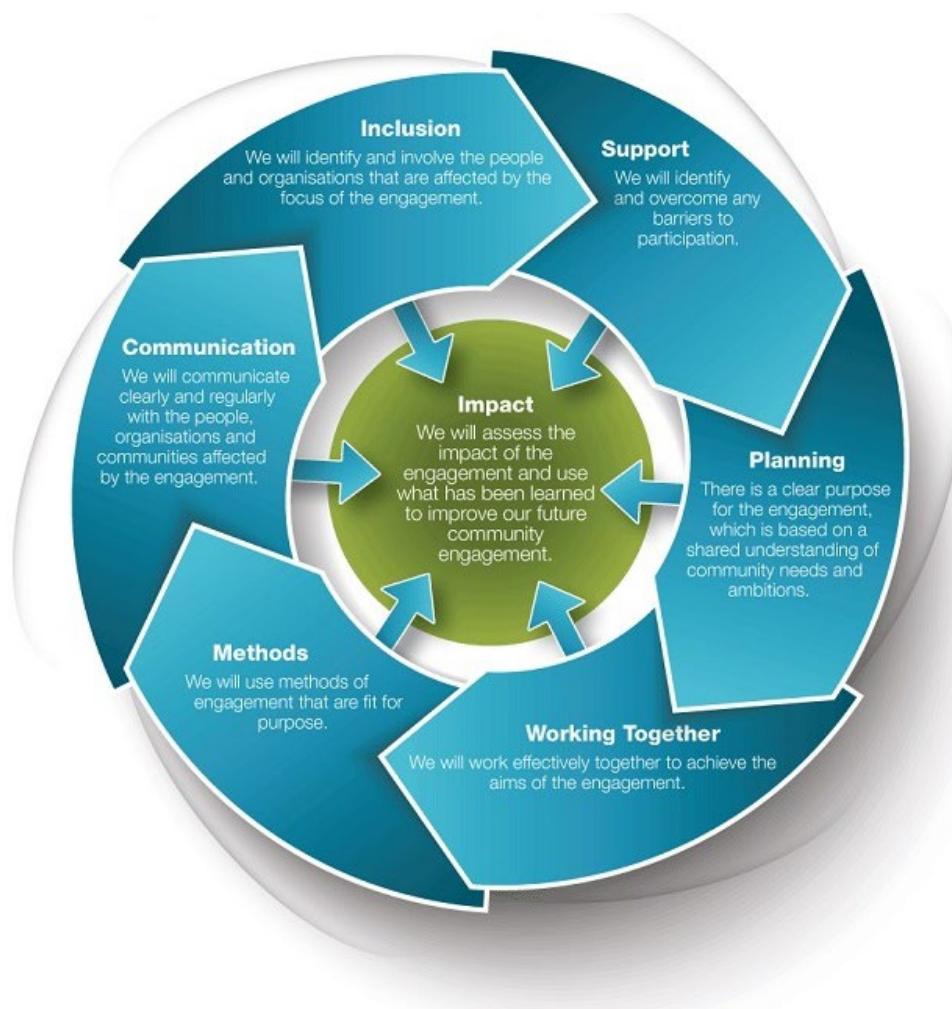 Inclusion
We will identify and involve the people
and organisations that are affected by the
focus of the engagement.
Support
We will identify
and overcome any
barriers to
participation.
Planning
There is a clear purpose
for the engagement,
which is based on a
shared understanding of
community needs and
ambitions.
Working Together
We will work effectively together to achieve the
aims of the engagement.
Methods
We will use methods of
engagement that are fit for
purpose.
Communication
We will communicate
clearly and regularly
with the people,
organisations and
communities affected
by the engagement.
Impact
We will assess the
impact of the
engagement and use
what has been learned
to improve our future
community
engagement.